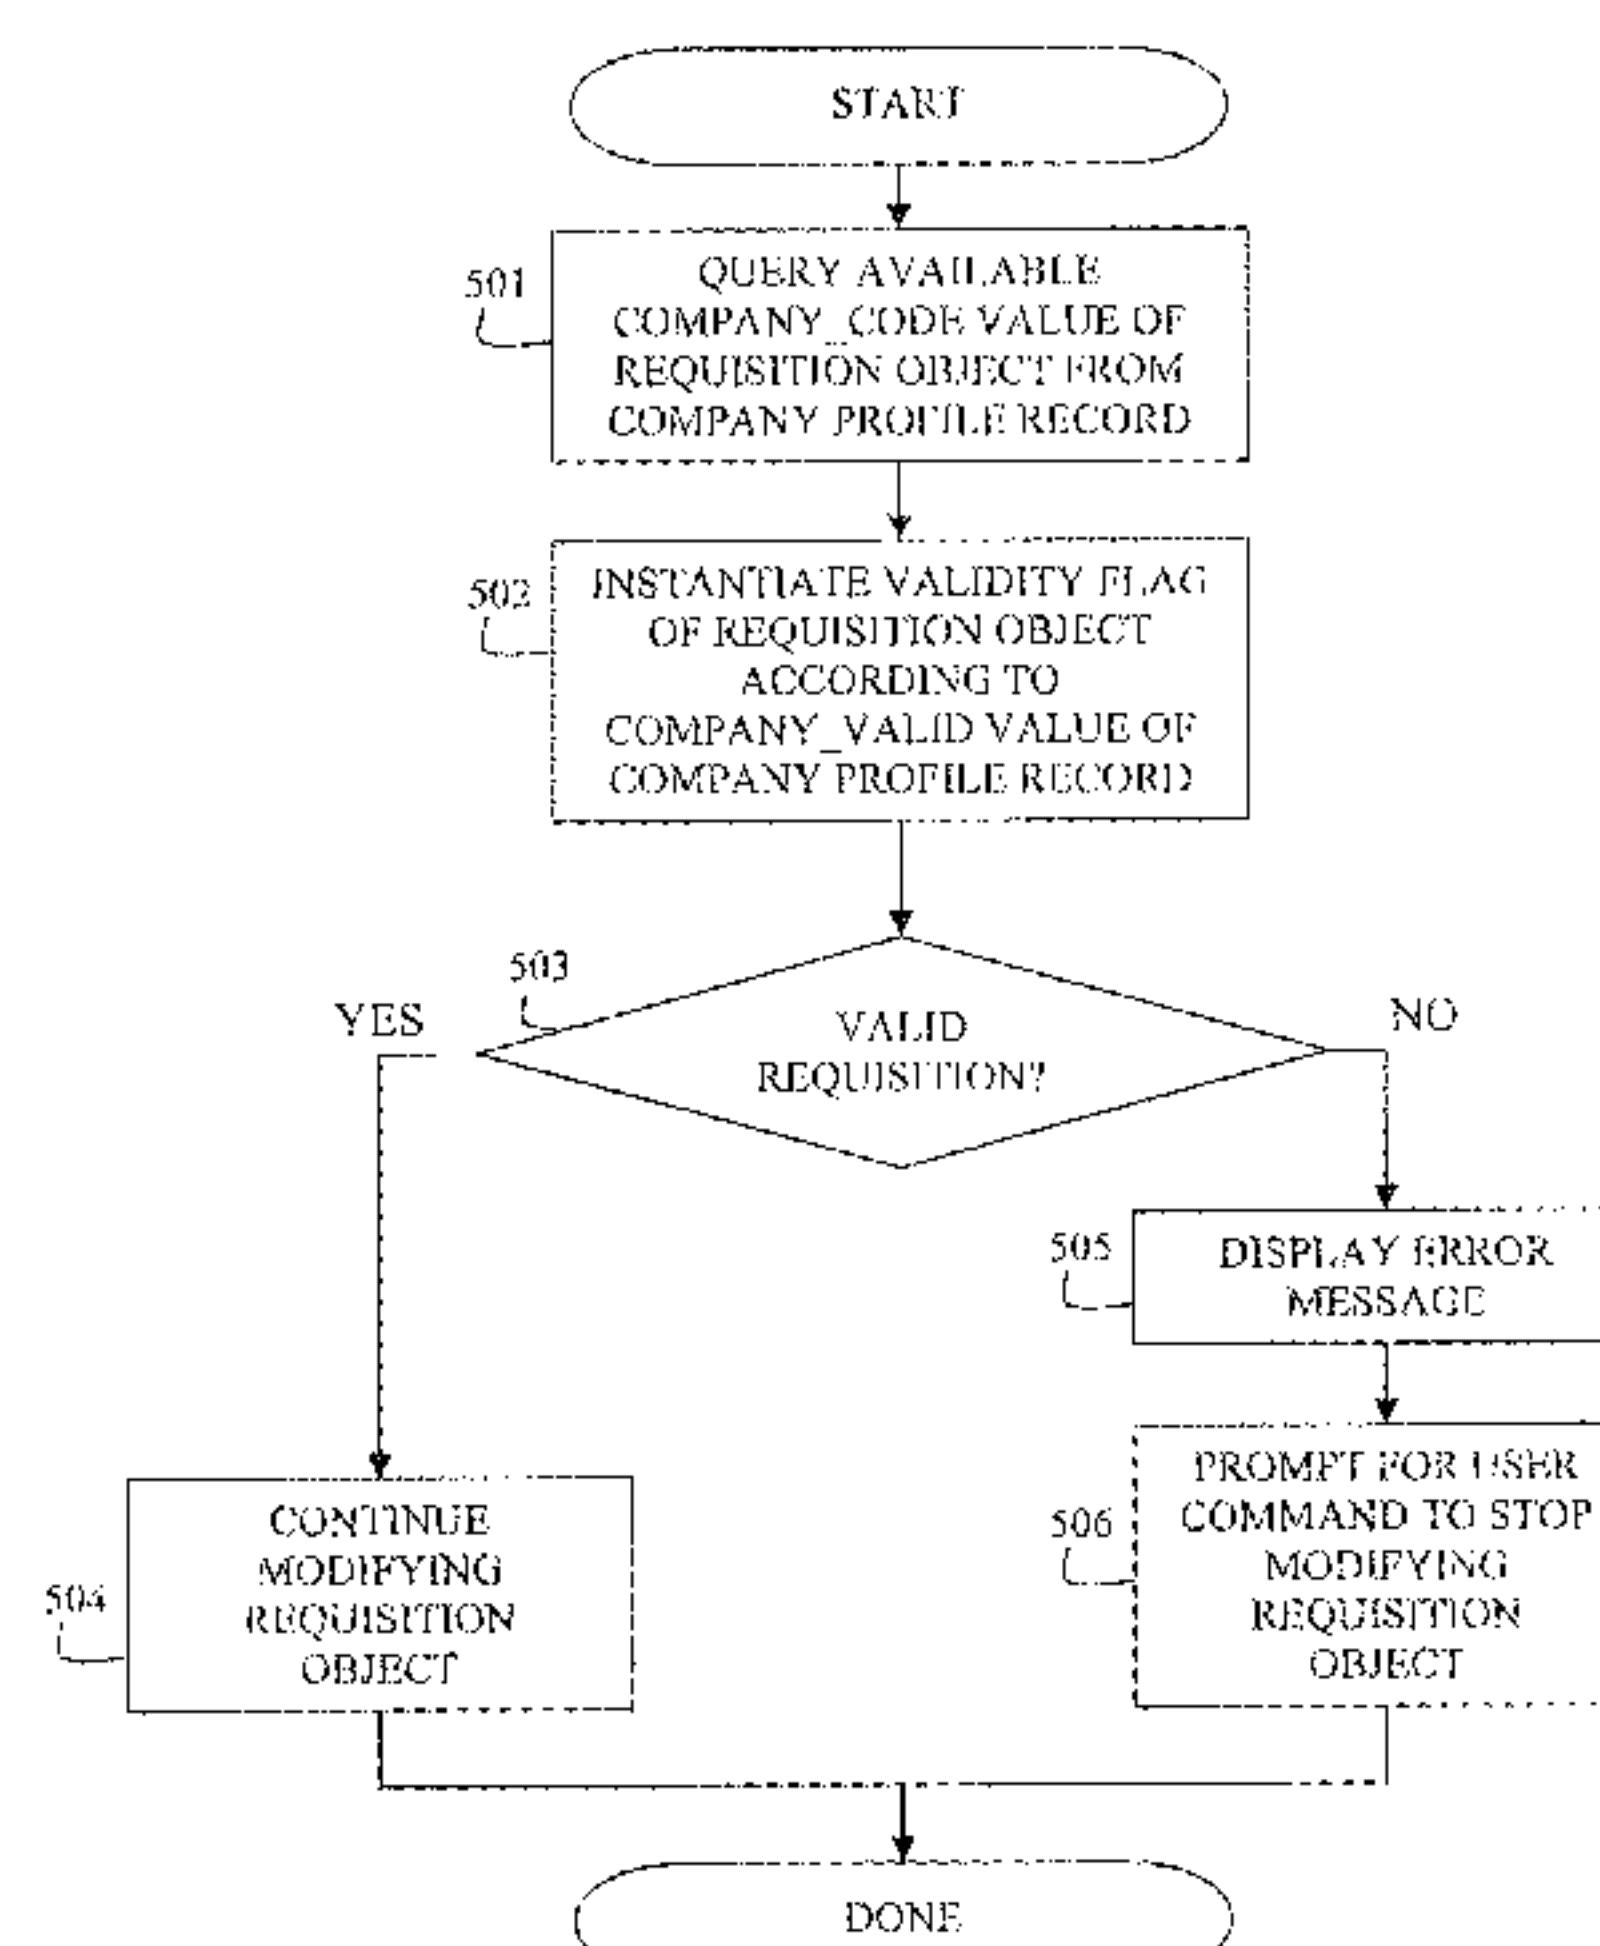 START
501
QUERY AVAILABLE
COMPANY_CODE VALUE OF
REQUISITION OBJECT FROM
COMPANY PROFILE RECORD
502
INSTANTIATE VALIDITY FLAG
OF REQUISITION OBJECT
ACCORDING TO
COMPANY_VALID VALUE OF
COMPANY PROFILE RECORD
503
YES
VALID
REQUISITION?
NO
505
DISPLAY ERROR
MESSAGE
504
CONTINUE
MODIFYING
REQUISITION
OBJECT
506
PROMPT FOR USER
COMMAND TO STOP
MODIFYING
REQUISITION
OBJECT
DONE